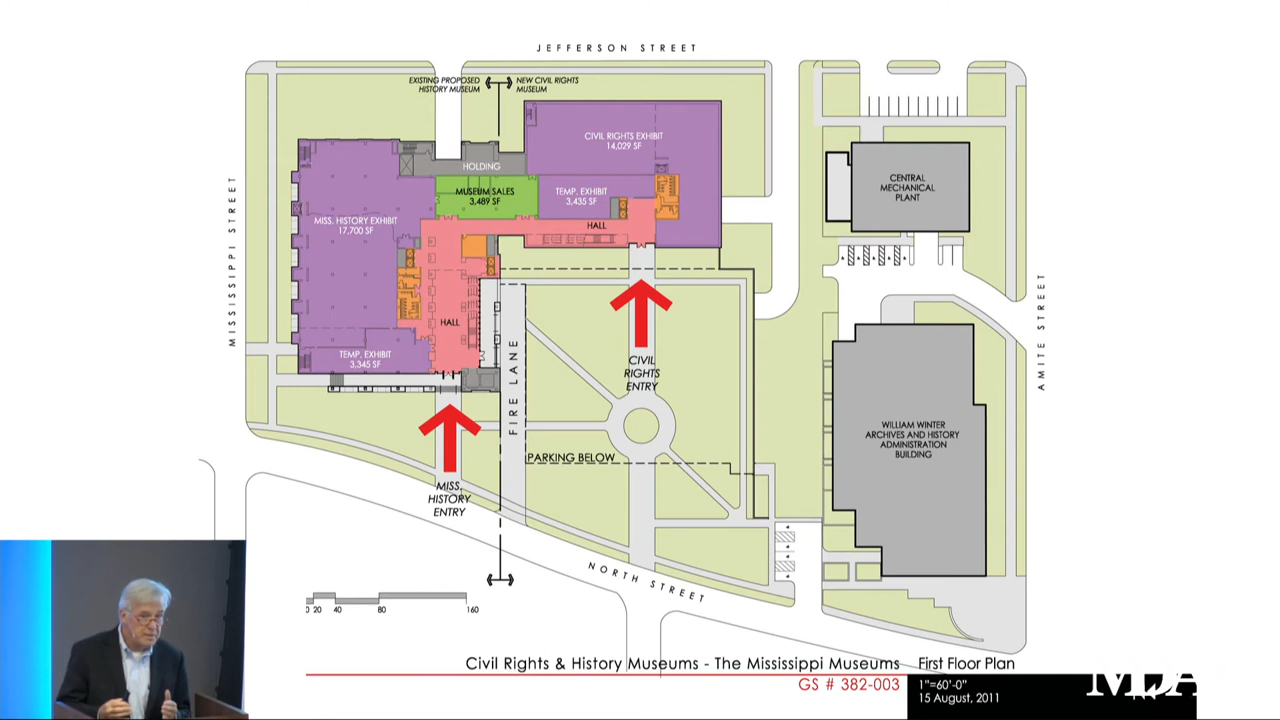 JEFFERSON STREET
EXISTING PROPOSED
HISTORY MUSEUM
NEW CIVIL RIGHTS
MUSEUM
CIVIL RIGHTS EXHIBIT
14,029 SF
HOLDING
MUSEUM SALES
3,489 SF
TEMP. EXHIBIT
3,435 SF
HALL
MISS. HISTORY EXHIBIT
17,700 SF
MISSISSIPPI STREET
HALL
TEMP. EXHIBIT
3,345 SF
CENTRAL
MECHANICAL
PLANT
AMITE STREET
CIVIL
RIGHTS
ENTRY
FIRE LANE
WILLIAM WINTER
ARCHIVES AND HISTORY
ADMINISTRATION
BUILDING
PARKING BELOW
MISS.
HISTORY
ENTRY
NORTH STREET
0 20 40 80 160
Civil Rights & History Museums - The Mississippi Museums First Floor Plan
GS # 382-003
1"=60'-0"
15 August, 2011
MDA